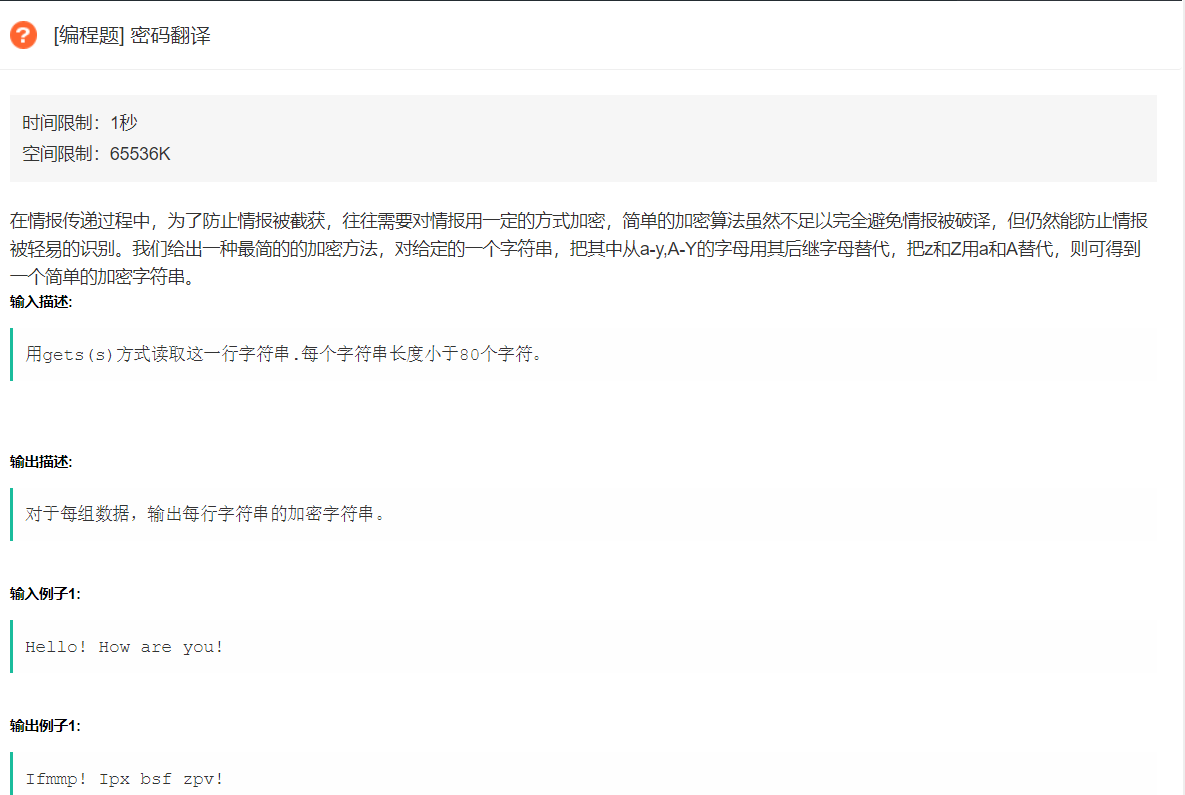 ?
[编程题] 密码翻译
时间限制：1秒
空间限制：65536K
在情报传递过程中，为了防止情报被截获，往往需要对情报用一定的方式加密，简单的加密算法虽然不足以完全避免情报被破译，但仍然能防止情报
被轻易的识别。我们给出一种最简的的加密方法，对给定的一个字符串，把其中从a-y,A-Y的字母用其后继字母替代，把z和Z用a和A替代，则可得到
一个简单的加密字符串。
输入描述:
用gets(s)方式读取这一行字符串.每个字符串长度小于80个字符。
输出描述:
对于每组数据，输出每行字符串的加密字符串。
输入例子1:
Hello! How are you!
输出例子1:
Ifmmp! Ipx bsf zpv!